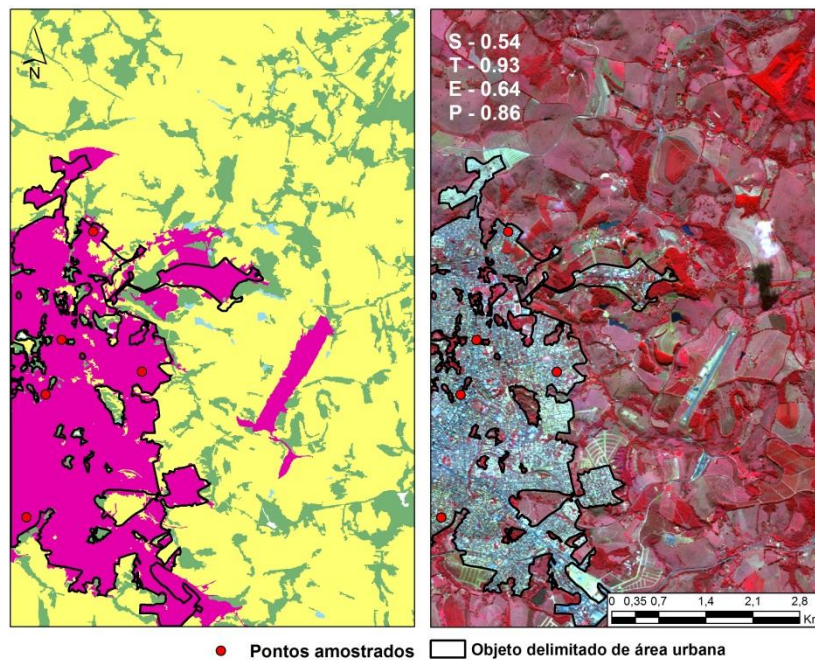 N
S - 0.54
T - 0.93
E - 0.64
P - 0.86
0 0,35 0,7 1,4 2,1 2,8
Km
Pontos amostrados
Objeto delimitado de área urbana